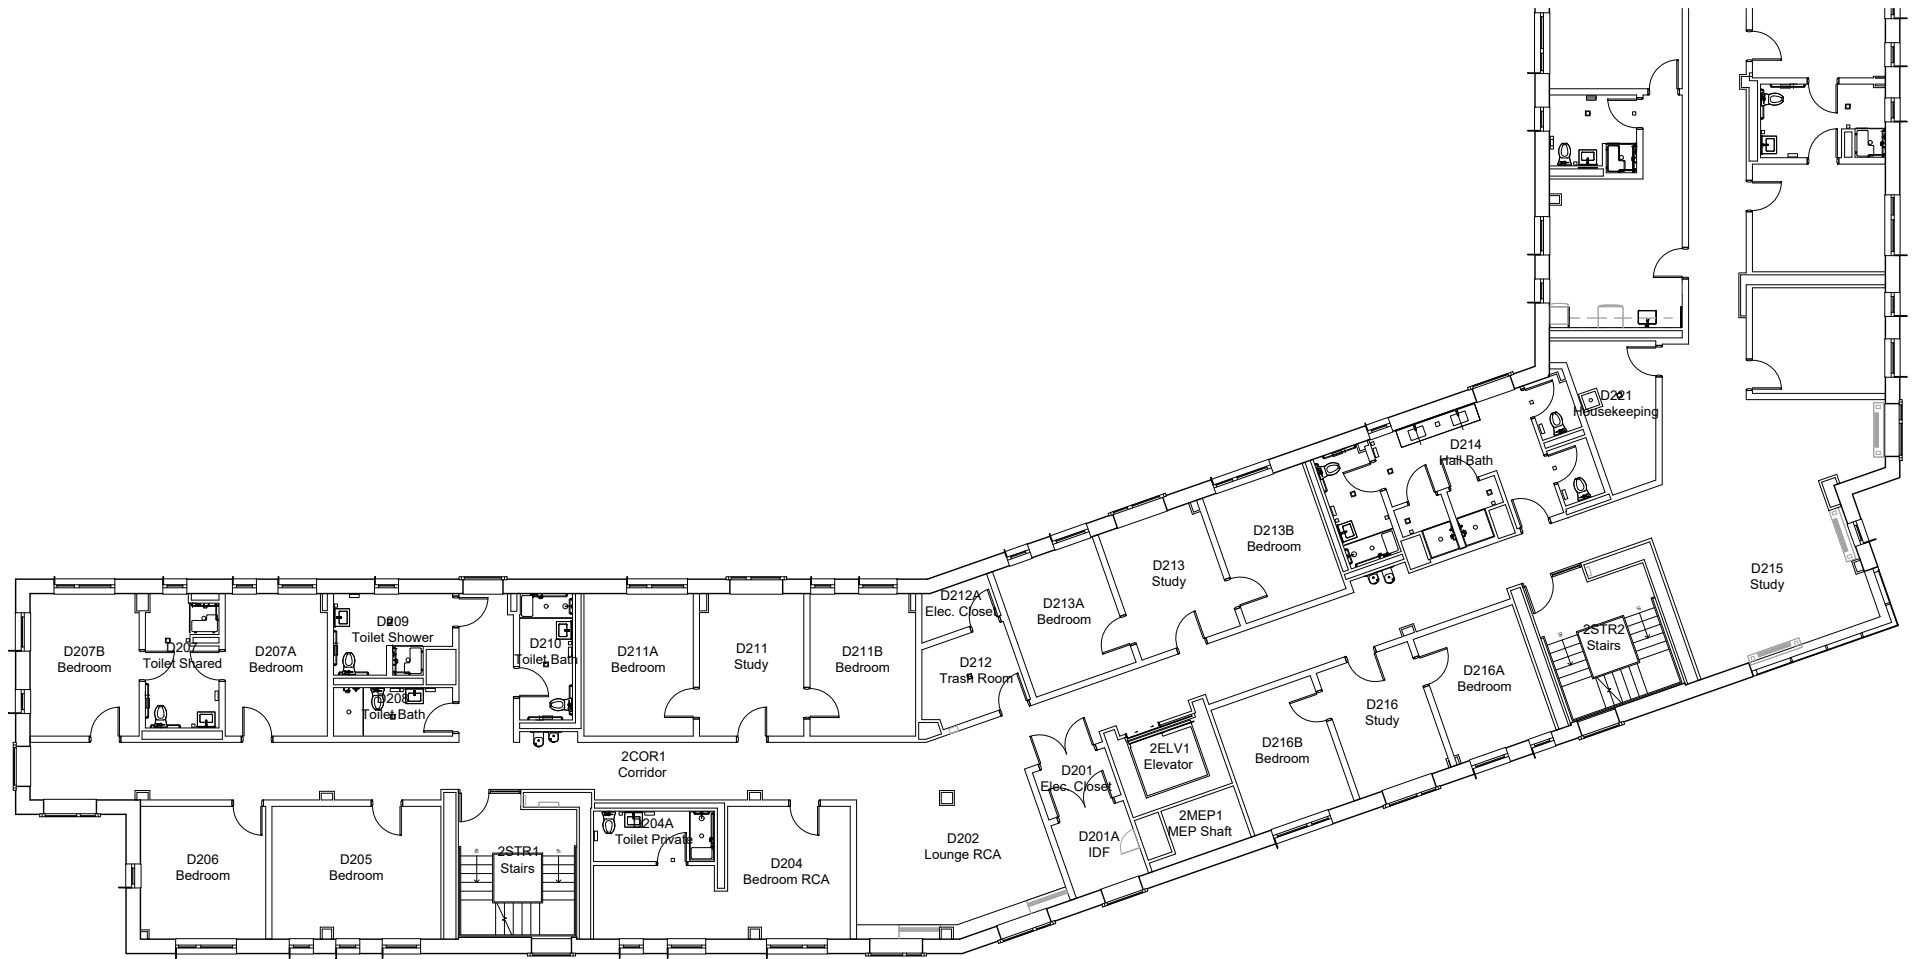 D221
Housekeeping
D214
Hall Bath
D213B
Bedroom
D213
Study
D215
Study
D212A
Elec. Closet
D213A
Bedroom
D209
Toilet Shower
D207B
Bedroom
D207
Toilet Shared
D207A
Bedroom
D210
Toilet Bath
D211A
Bedroom
D211
Study
D211B
Bedroom
D212
Trash Room
2STR2
Stairs
D216A
Bedroom
D208
Toilet Bath
D216
Study
2COR1
Corridor
D201
Elec. Closet
2ELV1
Elevator
D216B
Bedroom
D206
Bedroom
D205
Bedroom
2STR1
Stairs
D204A
Toilet Private
D204
Bedroom RCA
D202
Lounge RCA
D201A
IDF
2MEP1
MEP Shaft